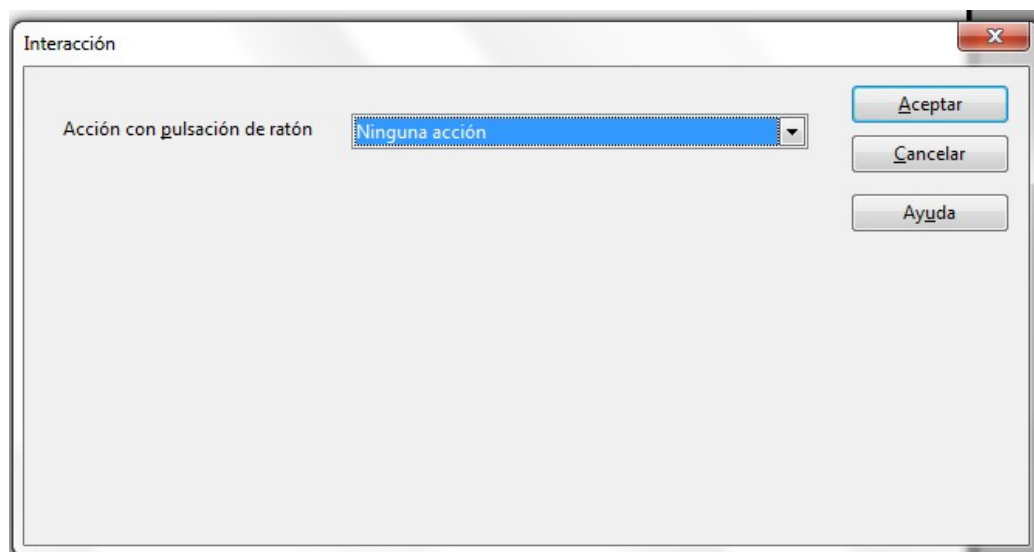 Interacción
Acción con pulsación de ratón
Ninguna acción
Aceptar
Cancelar
Ayuda